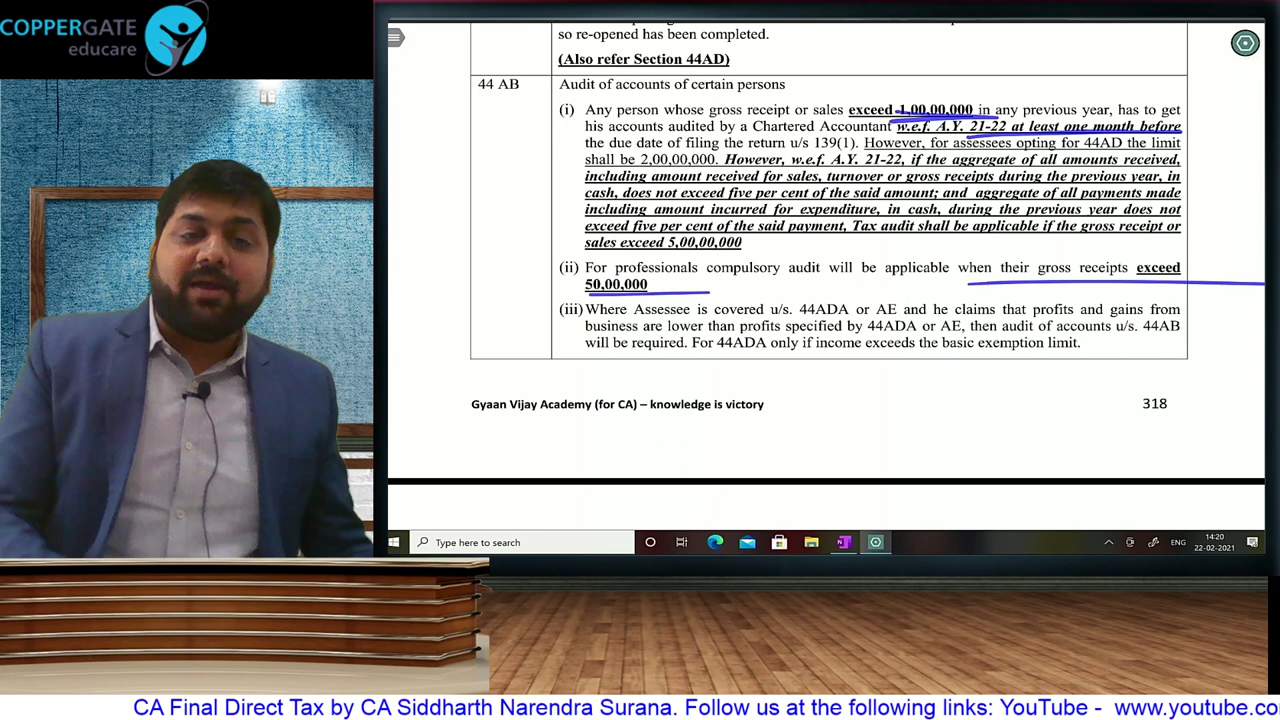 COPPERGATE
educare
so re-opened has been completed.
(Also refer Section 44AD)
44 AB
Audit of accounts of certain persons
(i) Any person whose gross receipt or sales exceed 1,00,00,000 in any previous year, has to get
his accounts audited by a Chartered Accountant w.e.f. A.Y. 21-22 at least one month before
the due date of filing the return u/s 139(1). However, for assessees opting for 44AD the limit
shall be 2,00,00,000. However, w.e.f. A.Y. 21-22, if the aggregate of all amounts received,
including amount received for sales, turnover or gross receipts during the previous year, in
cash, does not exceed five per cent of the said amount; and aggregate of all payments made
including amount incurred for expenditure, in cash, during the previous year does not
exceed five per cent of the said payment, Tax audit shall be applicable if the gross receipt or
sales exceed 5,00,00,000
(ii) For professionals compulsory audit will be applicable when their gross receipts exceed
50,00,000
(iii) Where Assessee is covered u/s. 44ADA or AE and he claims that profits and gains from
business are lower than profits specified by 44ADA or AE, then audit of accounts u/s. 44AB
will be required. For 44ADA only if income exceeds the basic exemption limit.
Gyaan Vijay Academy (for CA) – knowledge is victory
318
Type here to search
ENG
14:20
22-02-2021
CA Final Direct Tax by CA Siddharth Narendra Surana. Follow us at the following links: YouTube - www.youtube.co